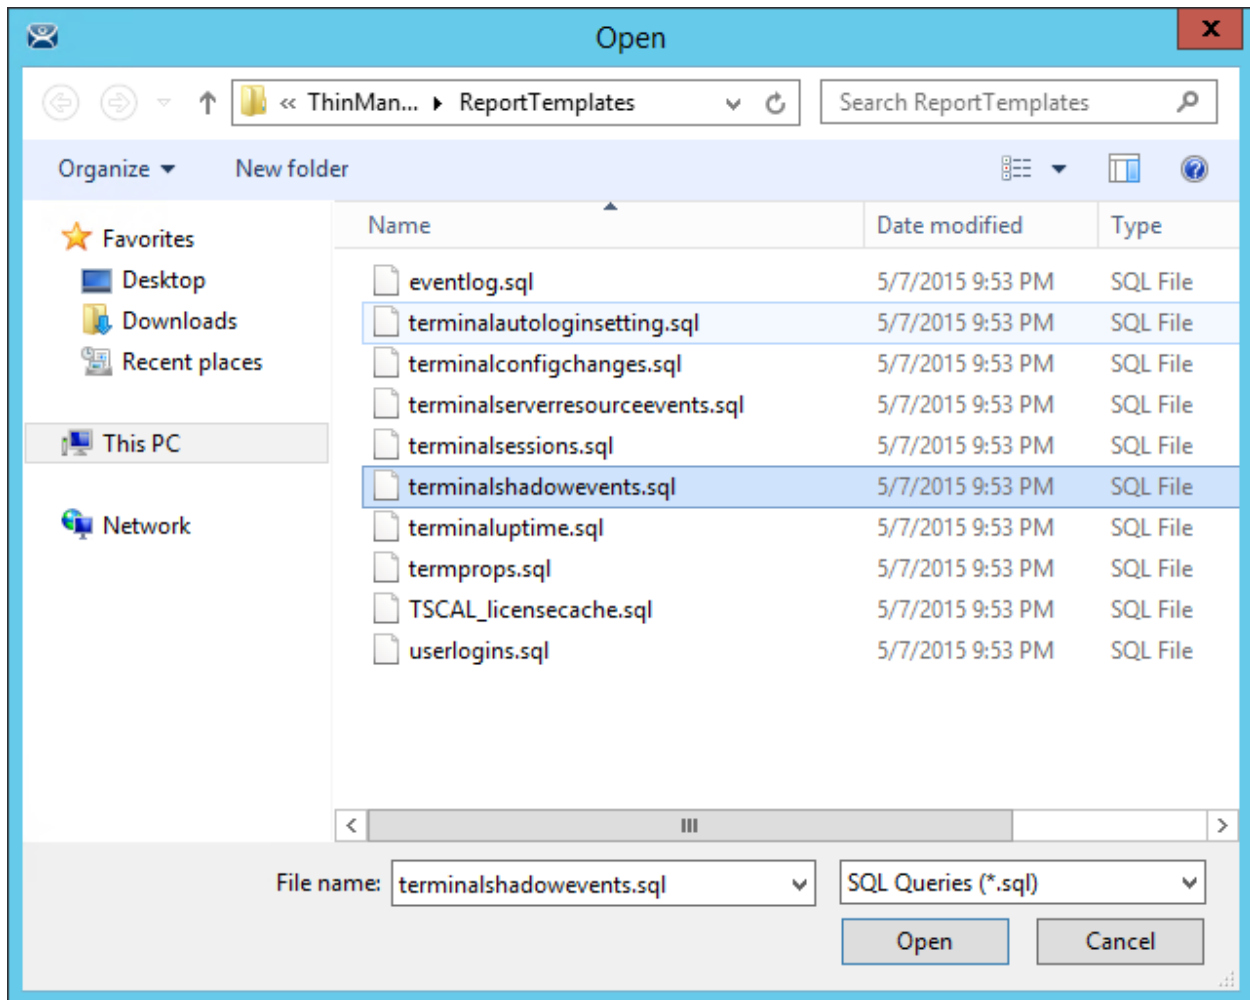 Open
x
« ThinMan... ReportTemplates
Search ReportTemplates
Organize
New folder
?
Name
Date modified
Type
Favorites
Desktop
Downloads
Recent places
This PC
Network
eventlog.sql 5/7/2015 9:53 PM SQL File
terminalautologinsetting.sql 5/7/2015 9:53 PM SQL File
terminalconfigchanges.sql 5/7/2015 9:53 PM SQL File
terminalserverresourceevents.sql 5/7/2015 9:53 PM SQL File
terminalsessions.sql 5/7/2015 9:53 PM SQL File
terminalshadowevents.sql 5/7/2015 9:53 PM SQL File
terminaluptime.sql 5/7/2015 9:53 PM SQL File
termprops.sql 5/7/2015 9:53 PM SQL File
TSCAL_licensecache.sql 5/7/2015 9:53 PM SQL File
userlogins.sql 5/7/2015 9:53 PM SQL File
File name: terminalshadowevents.sql
SQL Queries (*.sql)
Open
Cancel